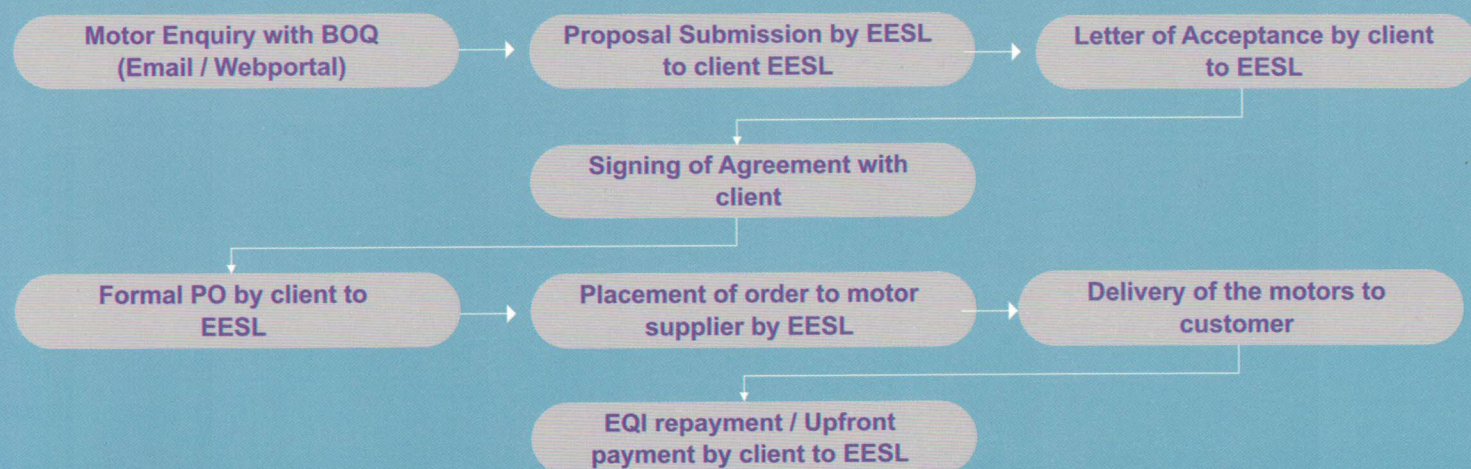 Motor Enquiry with BOQ
(Email / Webportal)
Proposal Submission by EESL
to client EESL
Letter of Acceptance by client
to EESL
Signing of Agreement with
client
Formal PO by client to
EESL
Placement of order to motor
supplier by EESL
Delivery of the motors to
customer
EQI repayment / Upfront
payment by client to EESL